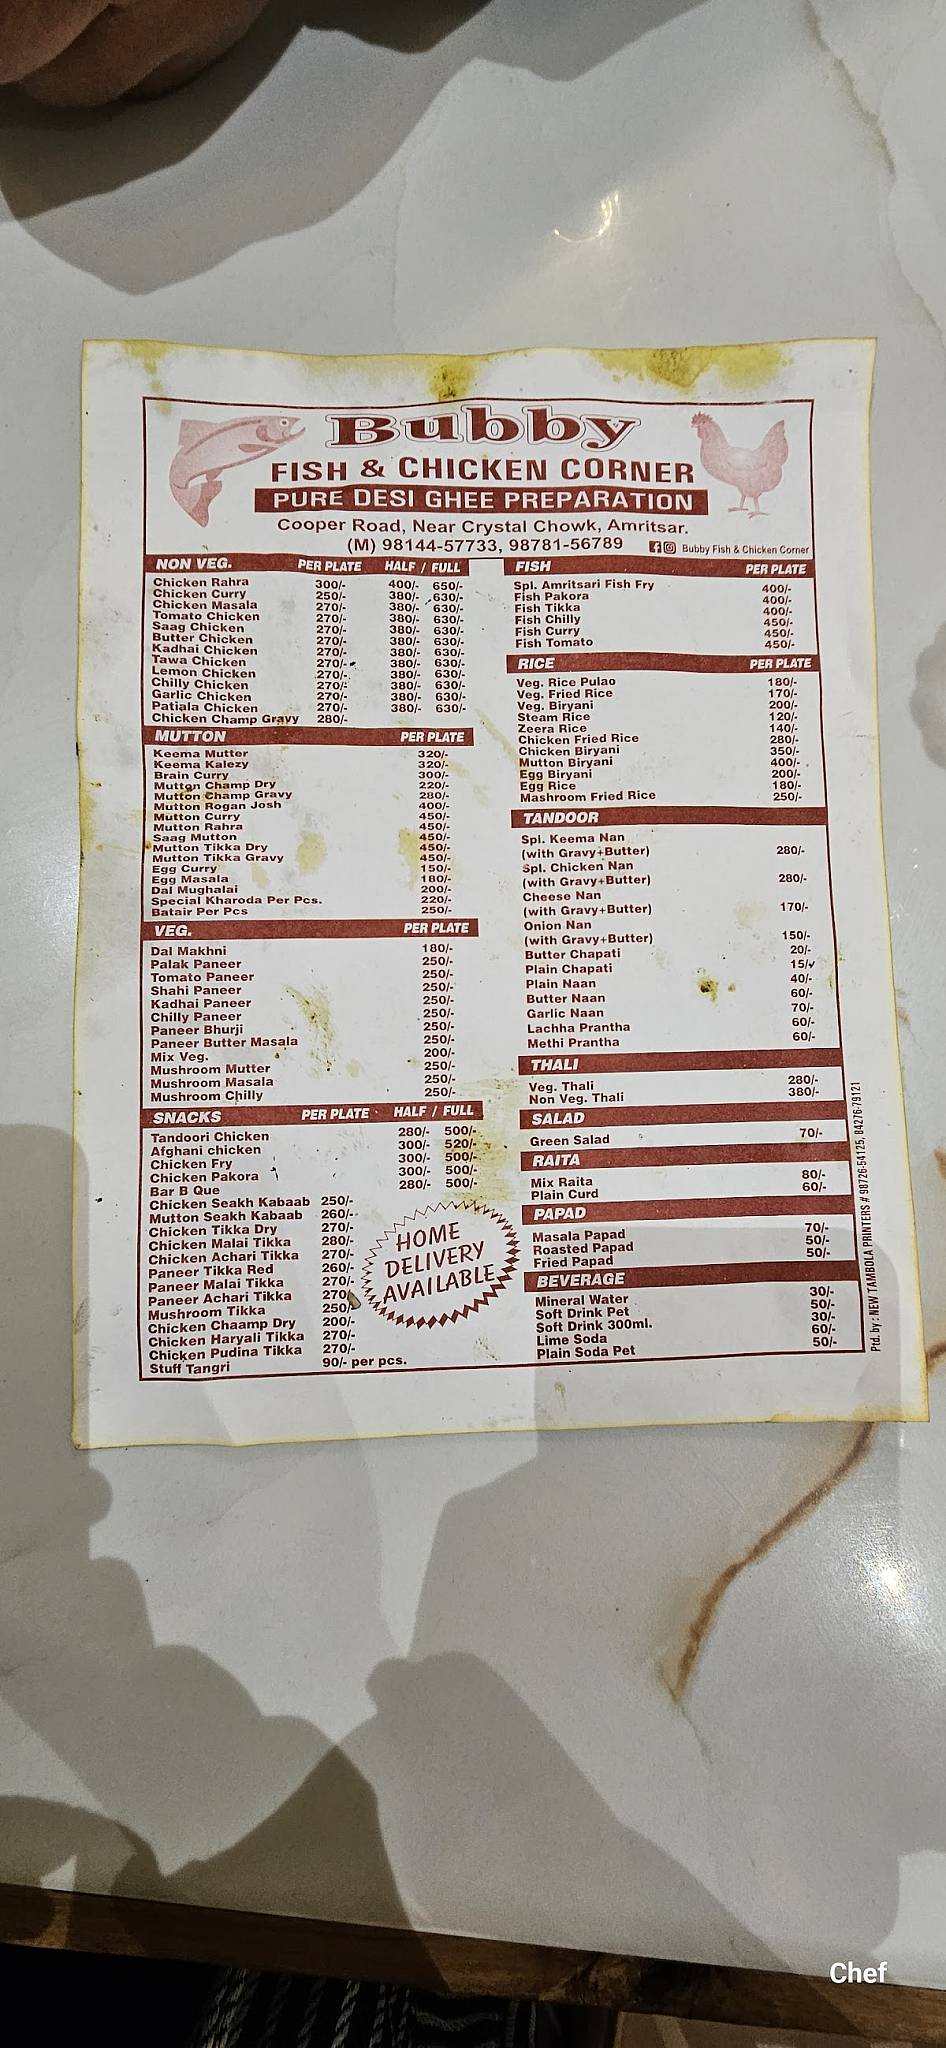 Bubby
FISH & CHICKEN CORNER
PURE DESI GHEE PREPARATION
Cooper Road, Near Crystal Chowk, Amritsar.
(M) 98144-57733, 98781-56789 Bubby Fish & Chicken Corner
NON VEG. PER PLATE HALF / FULL
Chicken Rahra 300/- 400/- 650/-
Chicken Curry 250/- 380/- 630/-
Chicken Masala 270/- 380/- 630/-
Tomato Chicken 270/- 380/- 630/-
Saag Chicken 270/- 380/- 630/-
Butter Chicken 270/- 380/- 630/-
Kadhai Chicken 270/- 380/- 630/-
Tawa Chicken 270/- 380/- 630/-
Lemon Chicken 270/- 380/- 630/-
Chilly Chicken 270/- 380/- 630/-
Garlic Chicken 270/- 380/- 630/-
Patiala Chicken 270/- 380/- 630/-
Chicken Champ Gravy 280/-
MUTTON PER PLATE
Keema Mutter 320/-
Keema Kalezy 320/-
Brain Curry 300/-
Mutton Champ Dry 220/-
Mutton Champ Gravy 280/-
Mutton Rogan Josh 400/-
Mutton Curry 450/-
Mutton Rahra 450/-
Saag Mutton 450/-
Mutton Tikka Dry 450/-
Mutton Tikka Gravy 450/-
Egg Curry 150/-
Egg Masala 180/-
Dal Mughalai 200/-
Special Kharoda Per Pcs. 220/-
Batair Per Pcs 250/-
VEG. PER PLATE
Dal Makhni 180/-
Palak Paneer 250/-
Tomato Paneer 250/-
Shahi Paneer 250/-
Kadhai Paneer 250/-
Chilly Paneer 250/-
Paneer Bhurji 250/-
Paneer Butter Masala 250/-
Mix Veg. 200/-
Mushroom Mutter 250/-
Mushroom Masala 250/-
Mushroom Chilly 250/-
SNACKS PER PLATE HALF / FULL
Tandoori Chicken 280/- 500/-
Afghani chicken 300/- 520/-
Chicken Fry 300/- 500/-
Chicken Pakora 300/- 500/-
Bar B Que 280/- 500/-
Chicken Seakh Kabaab 250/-
Mutton Seakh Kabaab 260/-
Chicken Tikka Dry 270/-
Chicken Malai Tikka 280/-
Chicken Achari Tikka 270/-
Paneer Tikka Red 260/-
Paneer Malai Tikka 270/-
Paneer Achari Tikka 270/
Mushroom Tikka 250/-
Chicken Chaamp Dry 200/-
Chicken Haryali Tikka 270/-
Chicken Pudina Tikka 270/-
Stuff Tangri 90/- per pcs.
HOME
DELIVERY
AVAILABLE
FISH PER PLATE
Spl. Amritsari Fish Fry 400/-
Fish Pakora 400/-
Fish Tikka 400/-
Fish Chilly 450/-
Fish Curry 450/-
Fish Tomato 450/-
RICE PER PLATE
Veg. Rice Pulao 180/-
Veg. Fried Rice 170/-
Veg. Biryani 200/-
Steam Rice 120/-
Zeera Rice 140/-
Chicken Fried Rice 280/-
Chicken Biryani 350/-
Mutton Biryani 400/-
Egg Biryani 200/-
Egg Rice 180/-
Mashroom Fried Rice 250/-
TANDOOR
Spl. Keema Nan
(with Gravy+Butter) 280/-
Spl. Chicken Nan
(with Gravy+Butter) 280/-
Cheese Nan
(with Gravy+Butter) 170/-
Onion Nan
(with Gravy+Butter) 150/-
Butter Chapati 20/-
Plain Chapati 15/-
Plain Naan 40/-
Butter Naan 60/-
Garlic Naan 70/-
Lachha Prantha 60/-
Methi Prantha 60/-
THALI
Veg. Thali 280/-
Non Veg. Thali 380/-
SALAD
Green Salad 70/-
RAITA
Mix Raita 80/-
Plain Curd 60/-
PAPAD
Masala Papad 70/-
Roasted Papad 50/-
Fried Papad 50/-
BEVERAGE
Mineral Water 30/-
Soft Drink Pet 50/-
Soft Drink 300ml. 30/-
Lime Soda 60/-
Plain Soda Pet 50/-
Ptd. by : NEW TAMBOLA PRINTERS # 98726-54125, 84276-79121
Chef